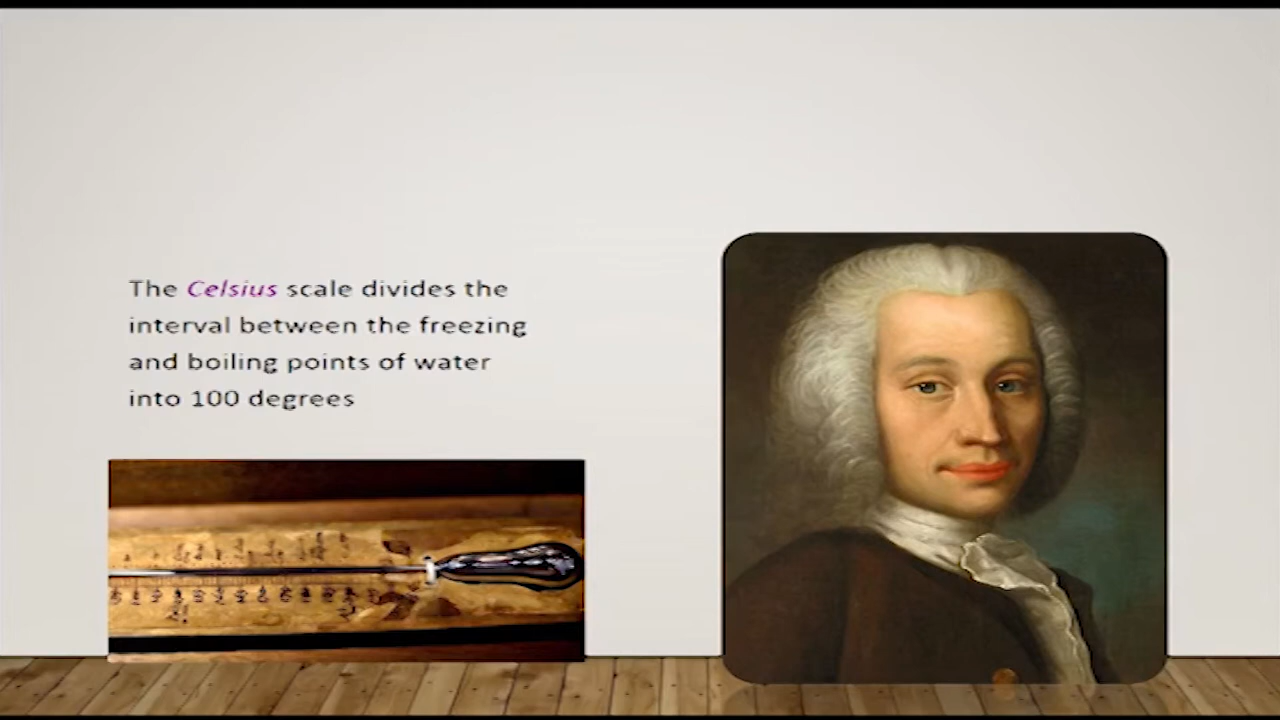 The Celsius scale divides the
interval between the freezing
and boiling points of water
into 100 degrees